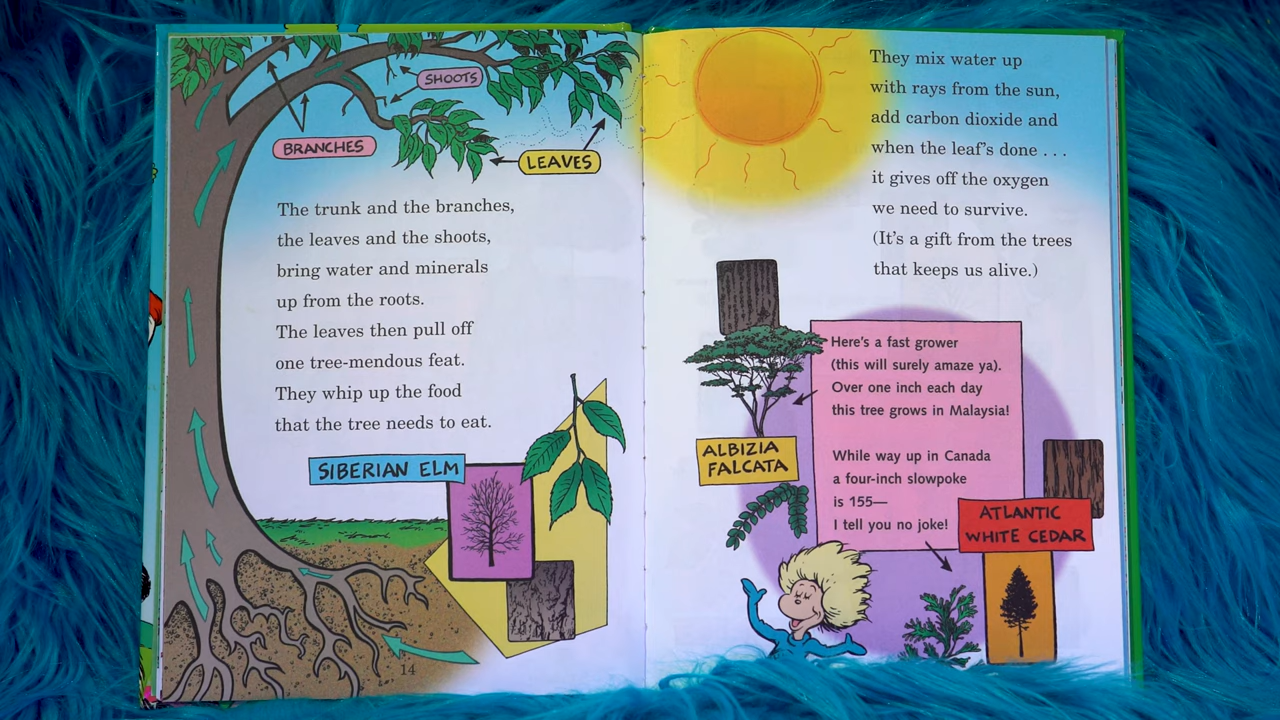 SHOOTS
BRANCHES
LEAVES
The trunk and the branches,
the leaves and the shoots,
bring water and minerals
up from the roots.
The leaves then pull off
one tree-mendous feat.
They whip up the food
that the tree needs to eat.
SIBERIAN ELM
14
They mix water up
with rays from the sun,
add carbon dioxide and
when the leaf's done . . .
it gives off the oxygen
we need to survive.
(It's a gift from the trees
that keeps us alive.)
Here's a fast grower
(this will surely amaze ya).
Over one inch each day
this tree grows in Malaysia!
ALBIZIA
FALCATA
While way up in Canada
a four-inch slowpoke
is 155—
I tell you no joke!
ATLANTIC
WHITE CEDAR